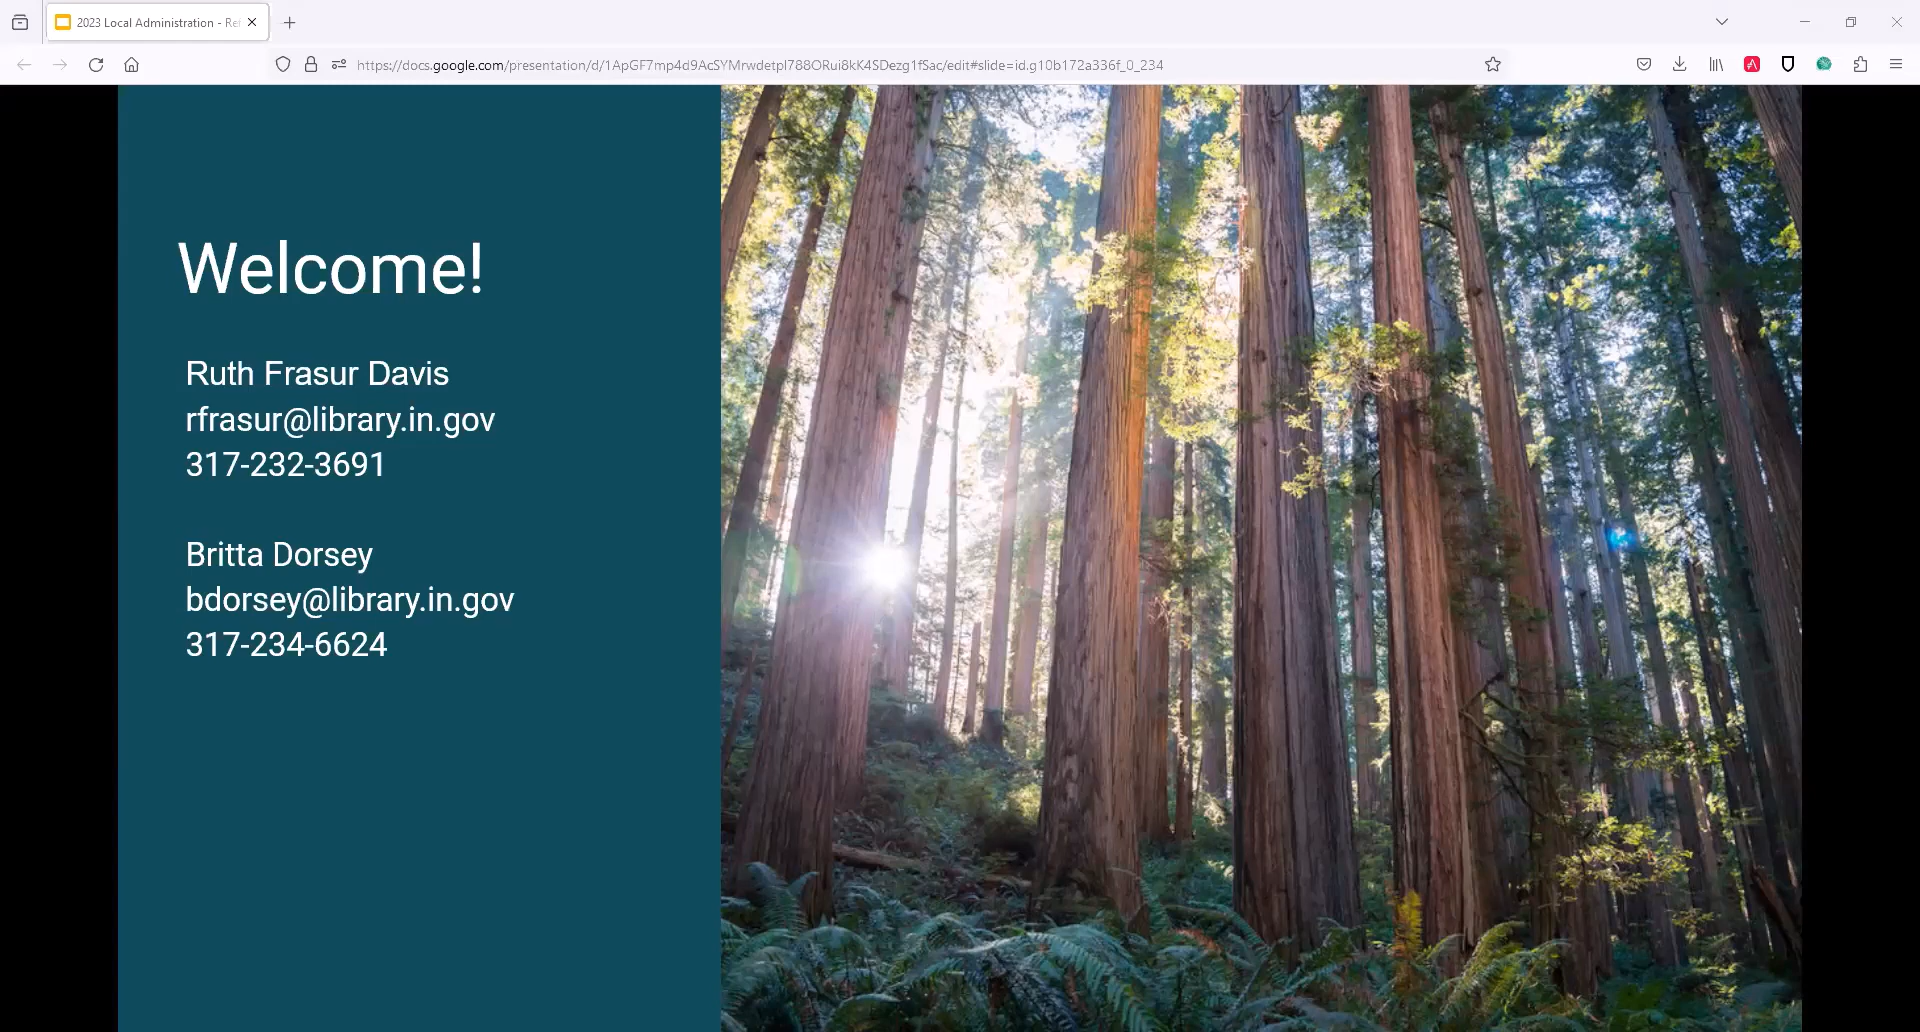 2023 Local Administration - Re
https://docs.google.com/presentation/d/1ApGF7mp4d9AcSYMrwdetpI788ORui8kK4SDezg1fSac/edit#slide=id.g10b172a336f_0_234
Welcome!
Ruth Frasur Davis
rfrasur@library.in.gov
317-232-3691
Britta Dorsey
bdorsey@library.in.gov
317-234-6624